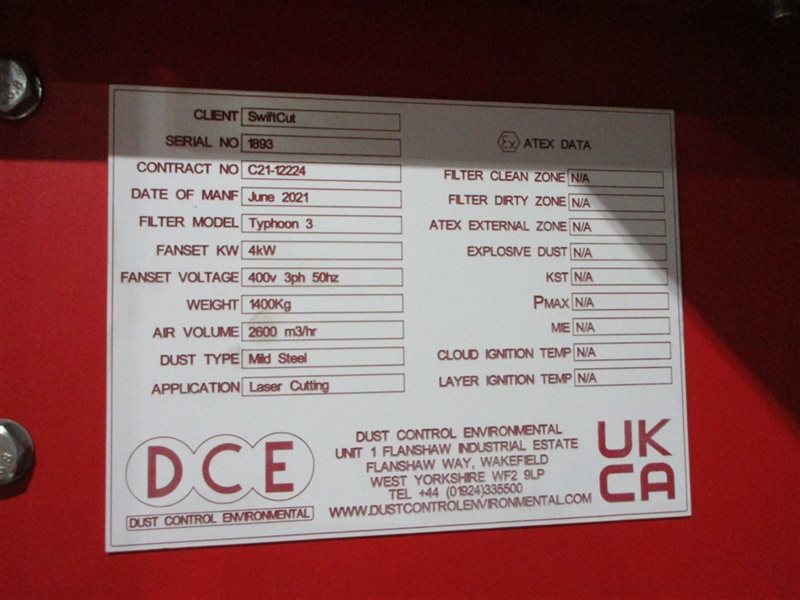 CLIENT SwiftCut
SERIAL NO 1893
CONTRACT NO C21-12224
DATE OF MANF June 2021
FILTER MODEL Typhoon 3
FANSET KW 4kW
FANSET VOLTAGE 400v 3ph 50hz
WEIGHT 1400Kg
AIR VOLUME 2600 m3/hr
DUST TYPE Mild Steel
APPLICATION Laser Cutting
Ex ATEX DATA
FILTER CLEAN ZONE N/A
FILTER DIRTY ZONE N/A
ATEX EXTERNAL ZONE N/A
EXPLOSIVE DUST N/A
KST N/A
PMAX N/A
MIE N/A
CLOUD IGNITION TEMP N/A
LAYER IGNITION TEMP N/A
DCE
DUST CONTROL ENVIRONMENTAL
DUST CONTROL ENVIRONMENTAL
UNIT 1 FLANSHAW INDUSTRIAL ESTATE
FLANSHAW WAY, WAKEFIELD
WEST YORKSHIRE WF2 9LP
TEL +44 (01924)335500
WWW.DUSTCONTROLENVIRONMENTAL.COM
UK
CA